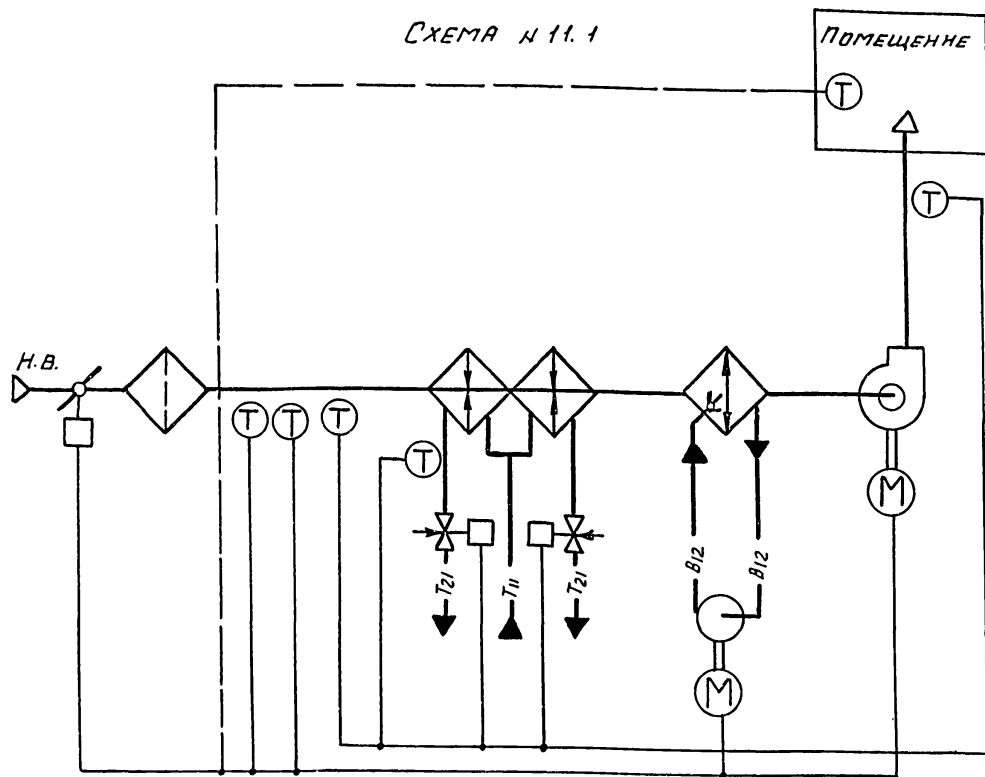 СХЕМА N 11.1
ПОМЕЩЕНИЕ
Т
Т
Н.В.
Т
Т
Т
Т
М
В12
В12
Т21
Т11
Т21
М